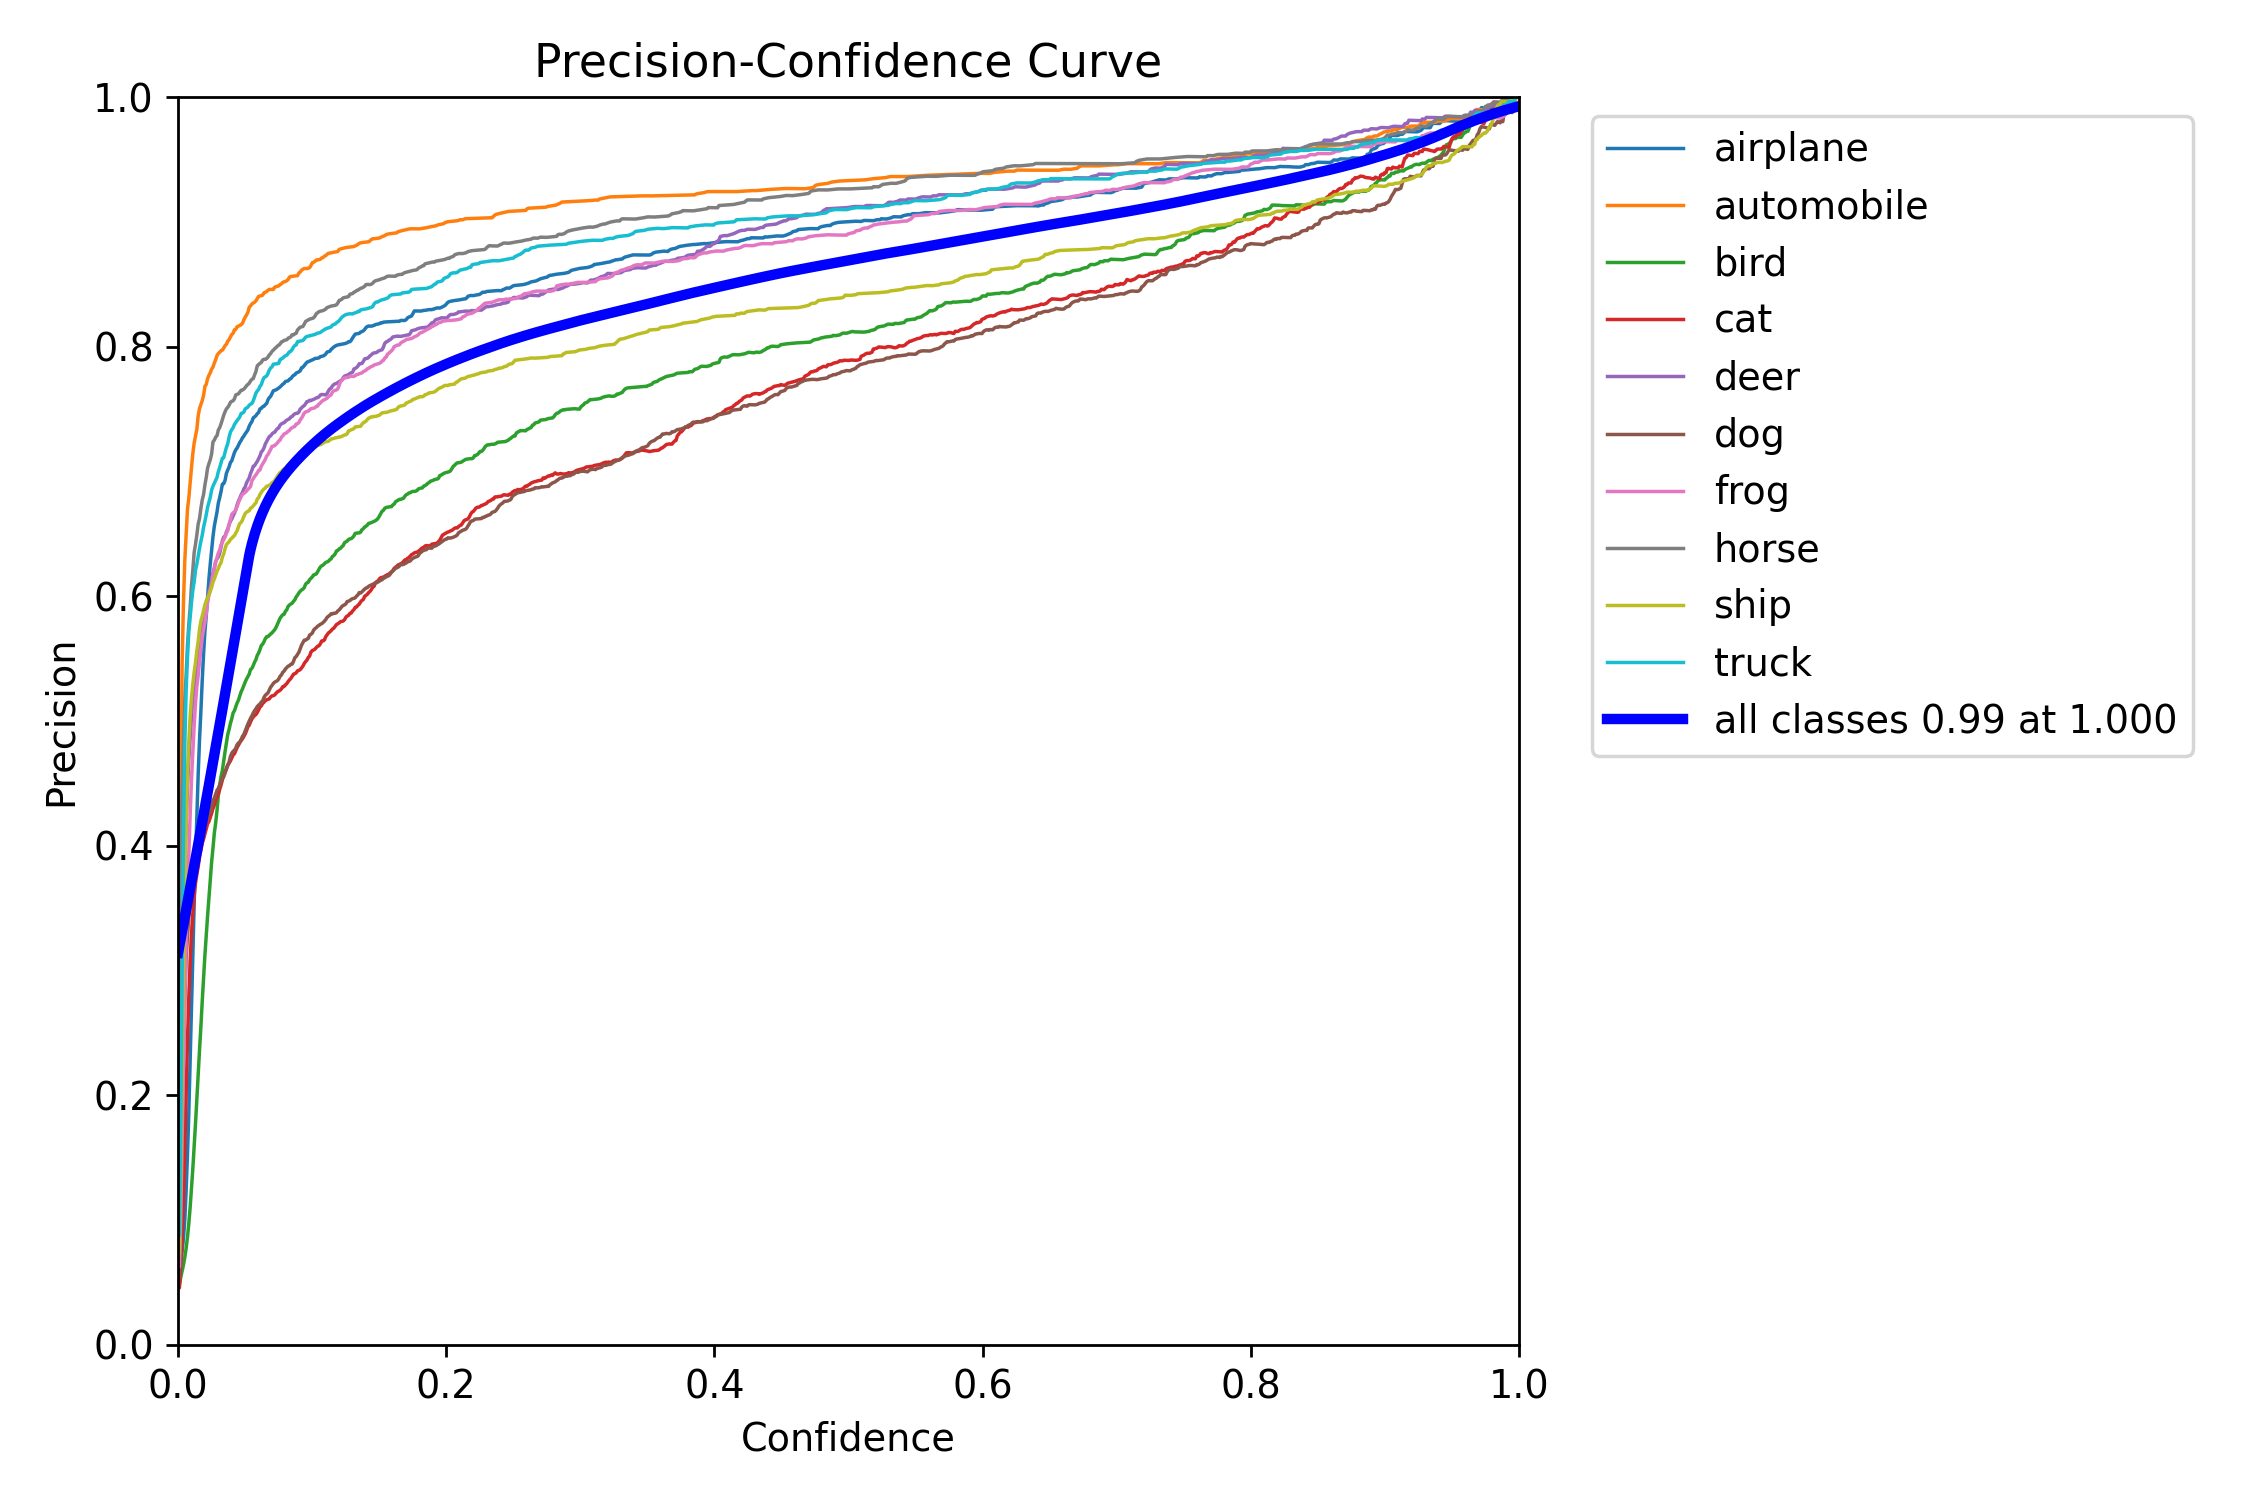 Precision-Confidence Curve
Precision
1.0
0.8
0.6
0.4
0.2
0.0
0.0 0.2 0.4 0.6 0.8 1.0
Confidence
airplane
automobile
bird
cat
deer
dog
frog
horse
ship
truck
all classes 0.99 at 1.000